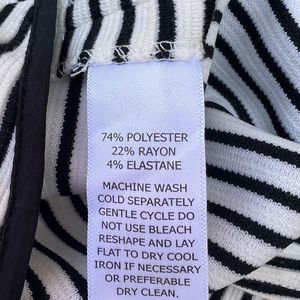 74% POLYESTER
22% RAYON
4% ELASTANE
MACHINE WASH
COLD SEPARATELY
GENTLE CYCLE DO
NOT USE BLEACH
RESHAPE AND LAY
FLAT TO DRY COOL
IRON IF NECESSARY
OR PREFERABLE
DRY CLEAN.